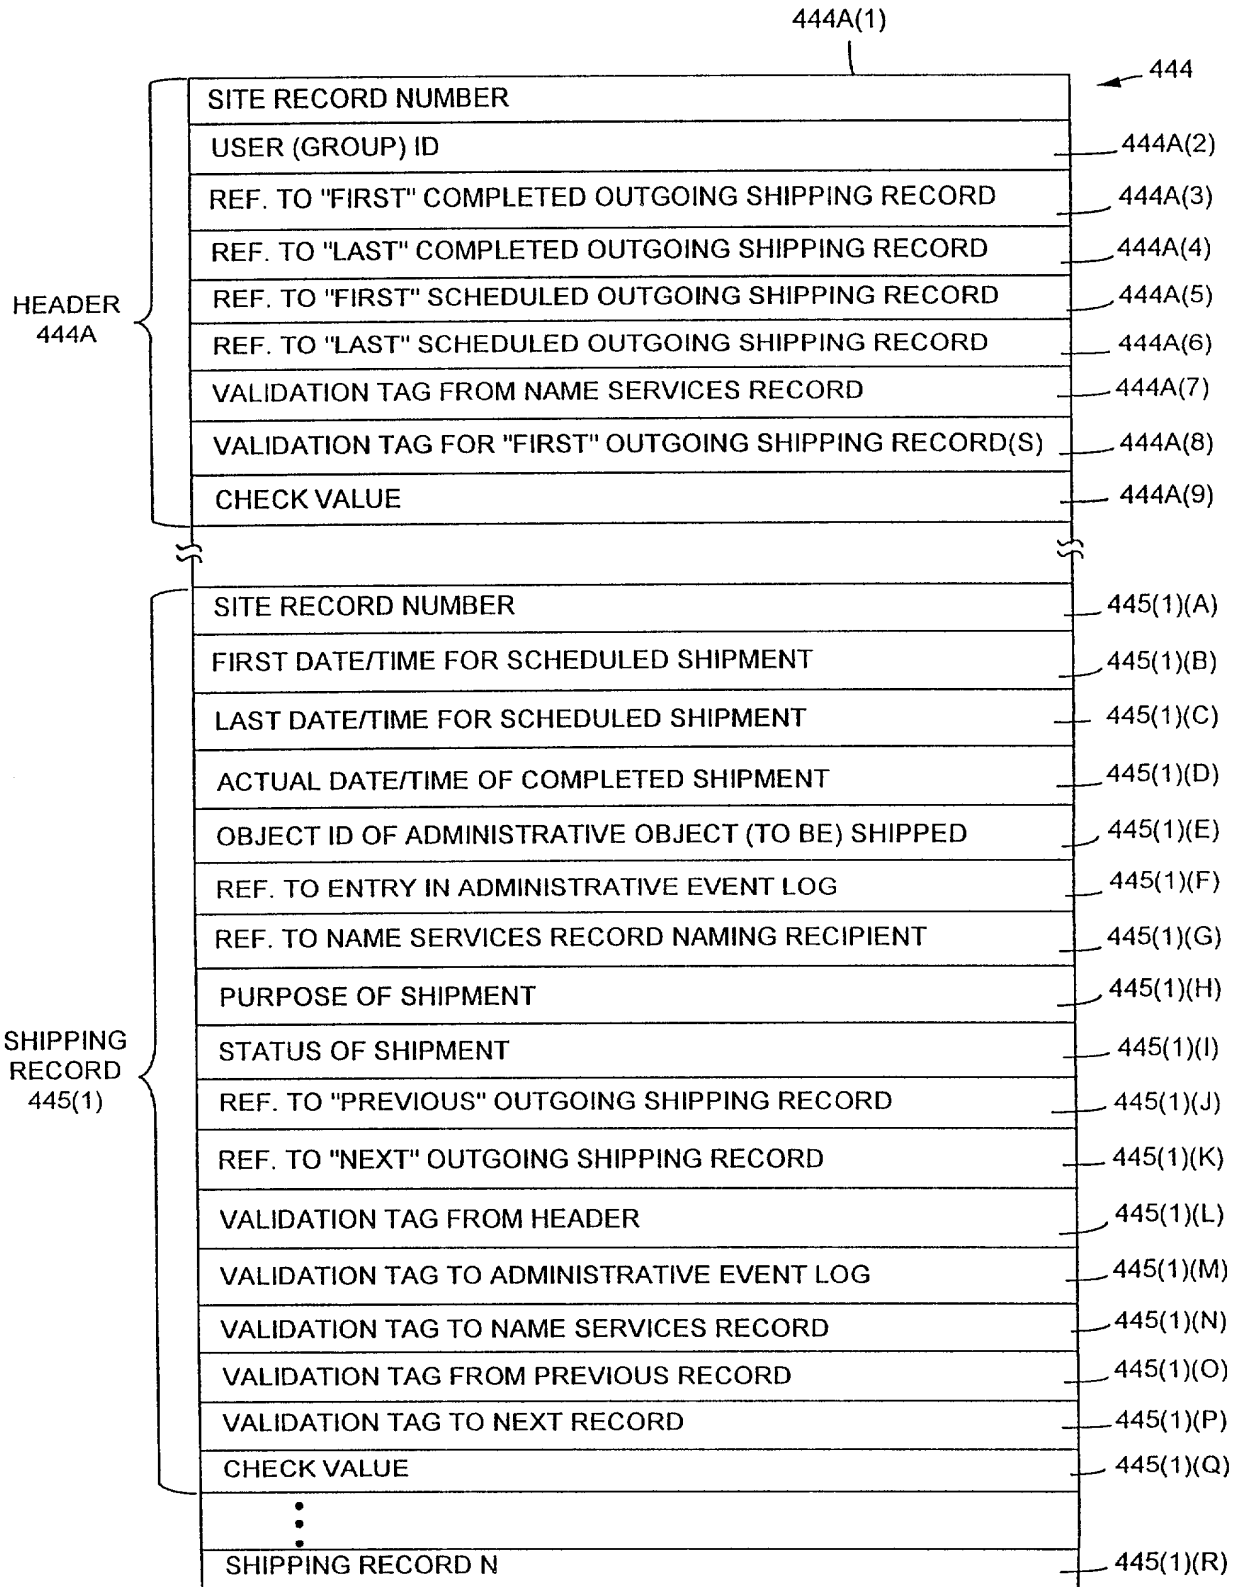 444A(1)
444
SITE RECORD NUMBER
USER (GROUP) ID 444A(2)
REF. TO "FIRST" COMPLETED OUTGOING SHIPPING RECORD 444A(3)
REF. TO "LAST" COMPLETED OUTGOING SHIPPING RECORD 444A(4)
REF. TO "FIRST" SCHEDULED OUTGOING SHIPPING RECORD 444A(5)
HEADER
444A
REF. TO "LAST" SCHEDULED OUTGOING SHIPPING RECORD 444A(6)
VALIDATION TAG FROM NAME SERVICES RECORD 444A(7)
VALIDATION TAG FOR "FIRST" OUTGOING SHIPPING RECORD(S) 444A(8)
CHECK VALUE 444A(9)
SITE RECORD NUMBER 445(1)(A)
FIRST DATE/TIME FOR SCHEDULED SHIPMENT 445(1)(B)
LAST DATE/TIME FOR SCHEDULED SHIPMENT 445(1)(C)
ACTUAL DATE/TIME OF COMPLETED SHIPMENT 445(1)(D)
OBJECT ID OF ADMINISTRATIVE OBJECT (TO BE) SHIPPED 445(1)(E)
REF. TO ENTRY IN ADMINISTRATIVE EVENT LOG 445(1)(F)
REF. TO NAME SERVICES RECORD NAMING RECIPIENT 445(1)(G)
PURPOSE OF SHIPMENT 445(1)(H)
STATUS OF SHIPMENT 445(1)(I)
SHIPPING
RECORD
445(1)
REF. TO "PREVIOUS" OUTGOING SHIPPING RECORD 445(1)(J)
REF. TO "NEXT" OUTGOING SHIPPING RECORD 445(1)(K)
VALIDATION TAG FROM HEADER 445(1)(L)
VALIDATION TAG TO ADMINISTRATIVE EVENT LOG 445(1)(M)
VALIDATION TAG TO NAME SERVICES RECORD 445(1)(N)
VALIDATION TAG FROM PREVIOUS RECORD 445(1)(O)
VALIDATION TAG TO NEXT RECORD 445(1)(P)
CHECK VALUE 445(1)(Q)
SHIPPING RECORD N 445(1)(R)